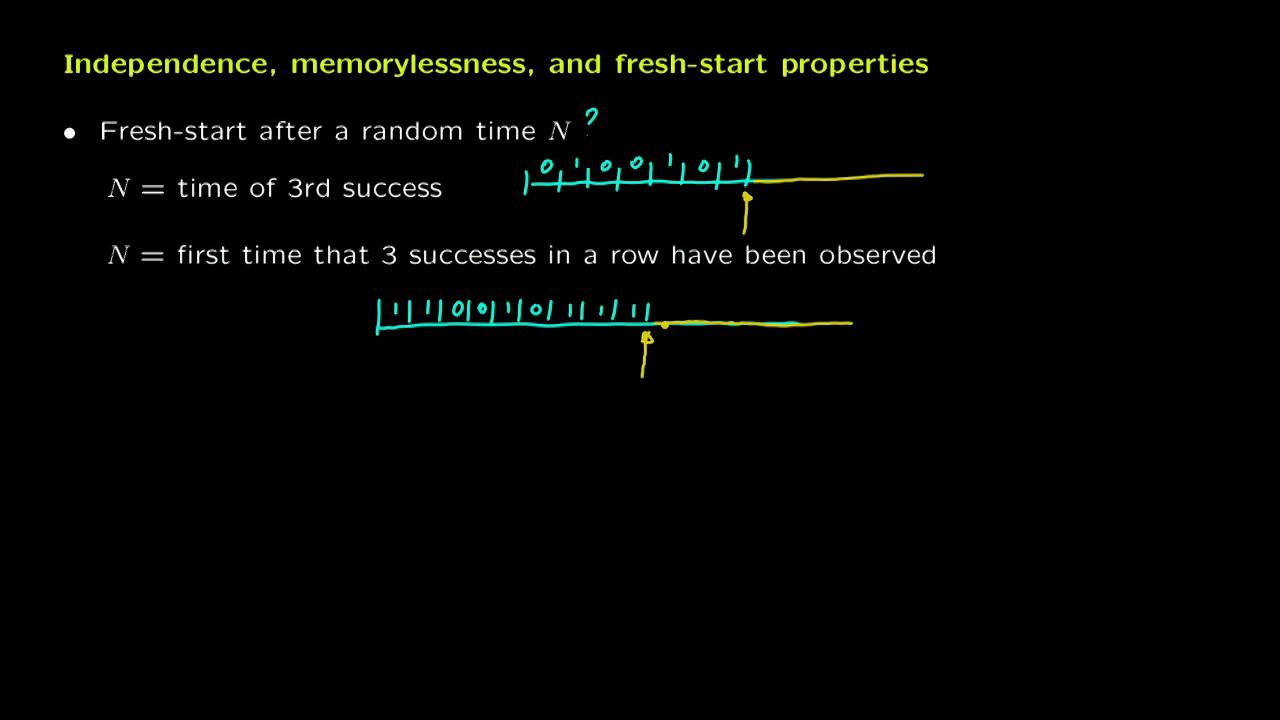 Independence, memorylessness, and fresh-start properties
• Fresh-start after a random time N ?
N = time of 3rd success
0 1 0 0 1 0 1
N = first time that 3 successes in a row have been observed
1 1 0 0 1 0 1 1 1